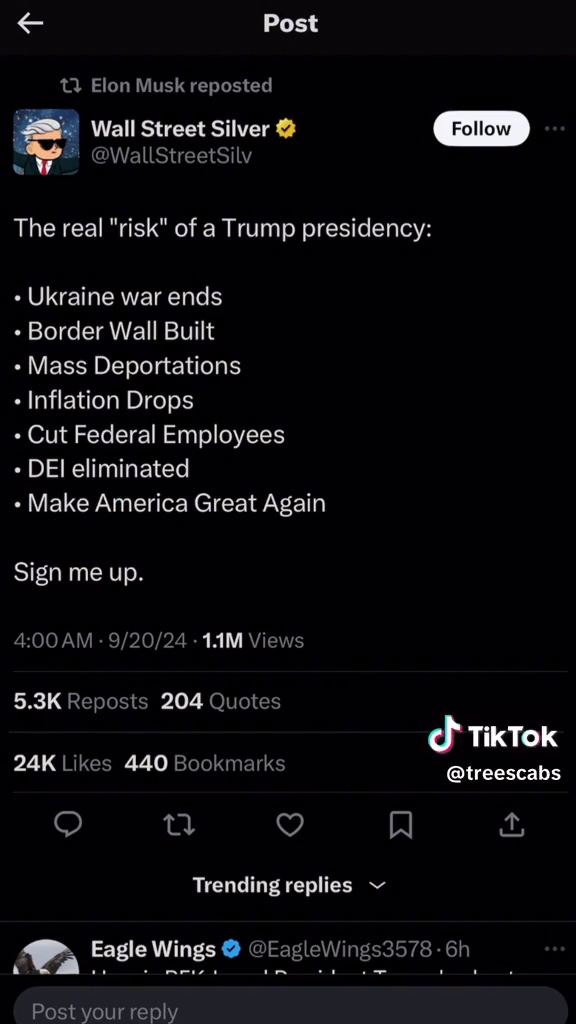 Post
Elon Musk reposted
Wall Street Silver
@WallStreetSilv
Follow
The real "risk" of a Trump presidency:
• Ukraine war ends
• Border Wall Built
• Mass Deportations
• Inflation Drops
• Cut Federal Employees
• DEI eliminated
• Make America Great Again
Sign me up.
4:00 AM · 9/20/24 · 1.1M Views
5.3K Reposts 204 Quotes
TikTok
24K Likes 440 Bookmarks
@treescabs
Trending replies
Eagle Wings @EagleWings3578 · 6h
Post your reply